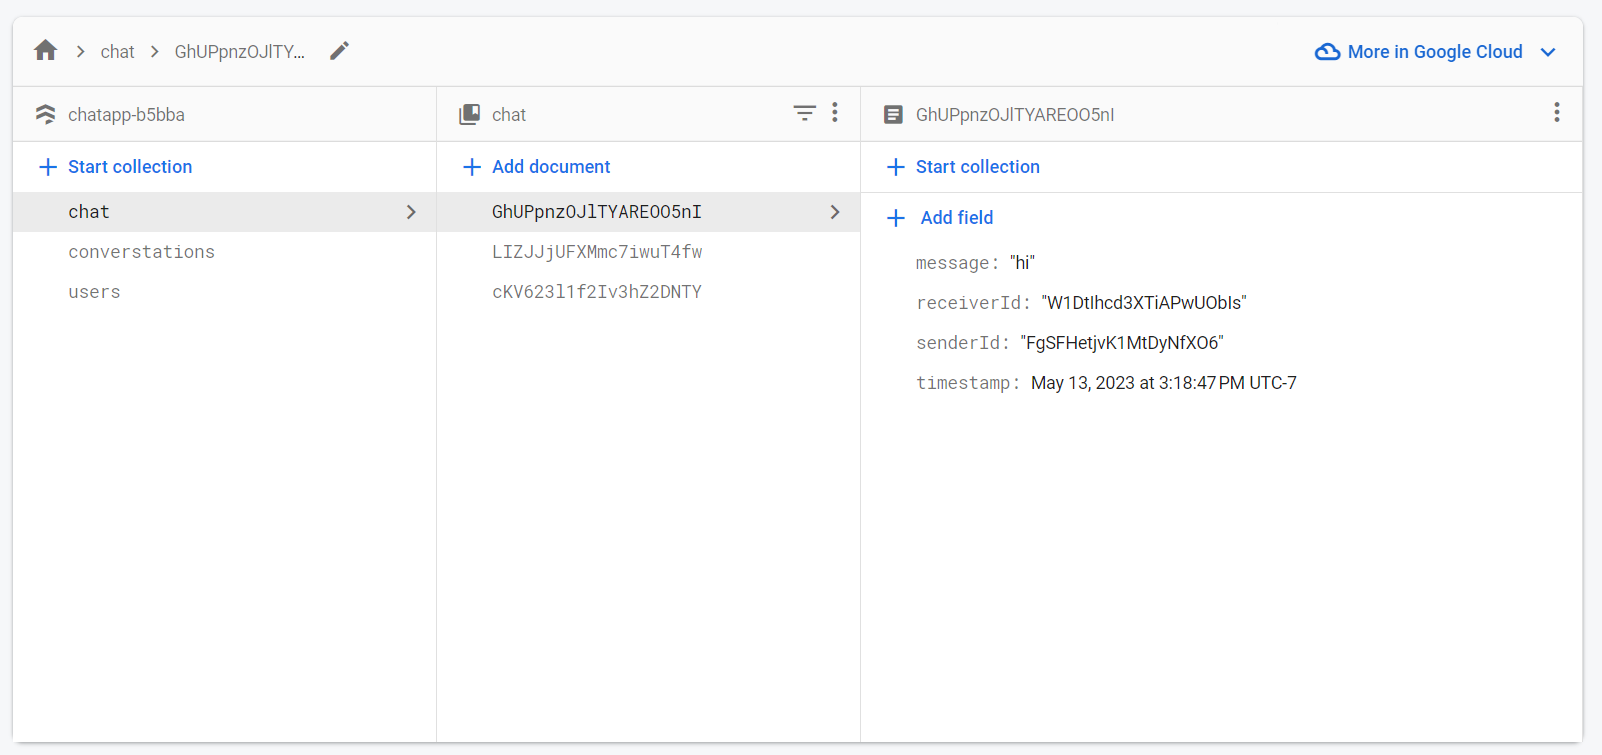 chat
GhUPpnzOJlTY...
More in Google Cloud
chatapp-b5bba
chat
GhUPpnzOJlTYAREOO5nI
Start collection
Add document
Start collection
chat
GhUPpnzOJlTYAREOO5nI
Add field
converstations
LIZJJjUFXMmc7iwuT4fw
users
cKV623l1f2Iv3hZ2DNTY
message: "hi"
receiverId: "W1DtIhcd3XTiAPwUObIs"
senderId: "FgSFHetjvK1MtDyNfXO6"
timestamp: May 13, 2023 at 3:18:47 PM UTC-7